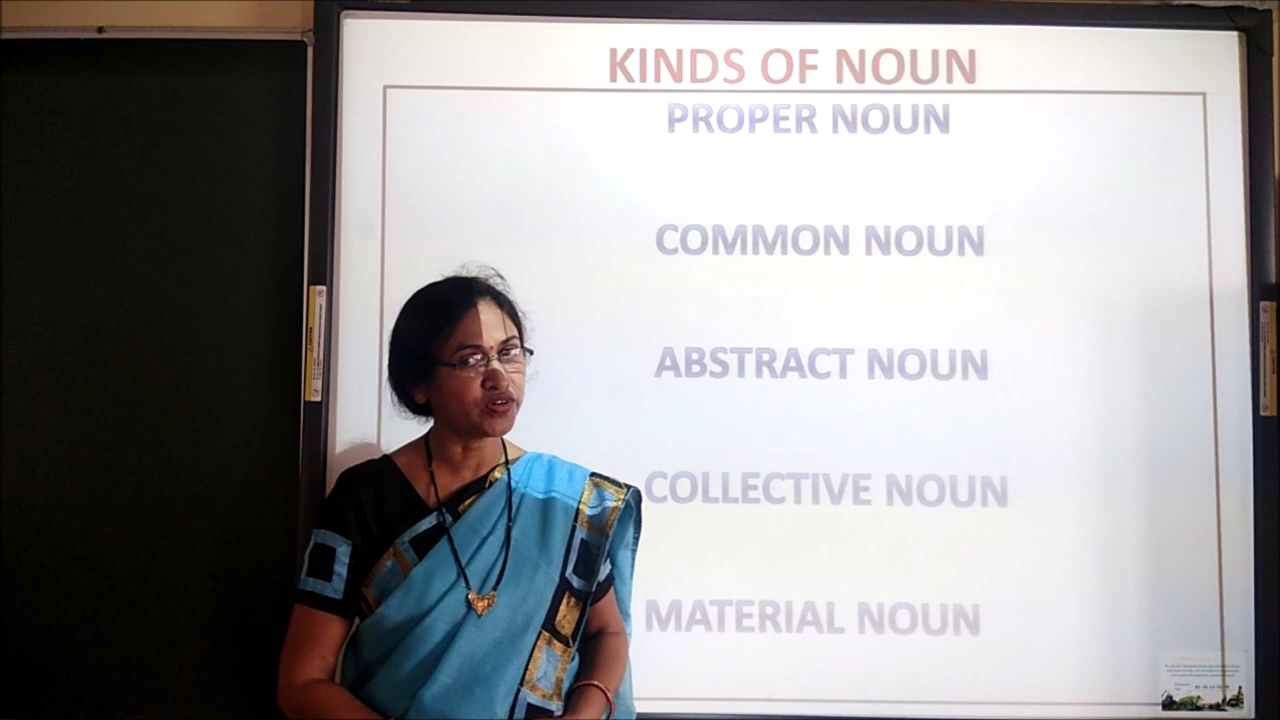 KINDS OF NOUN
PROPER NOUN
COMMON NOUN
ABSTRACT NOUN
COLLECTIVE NOUN
MATERIAL NOUN